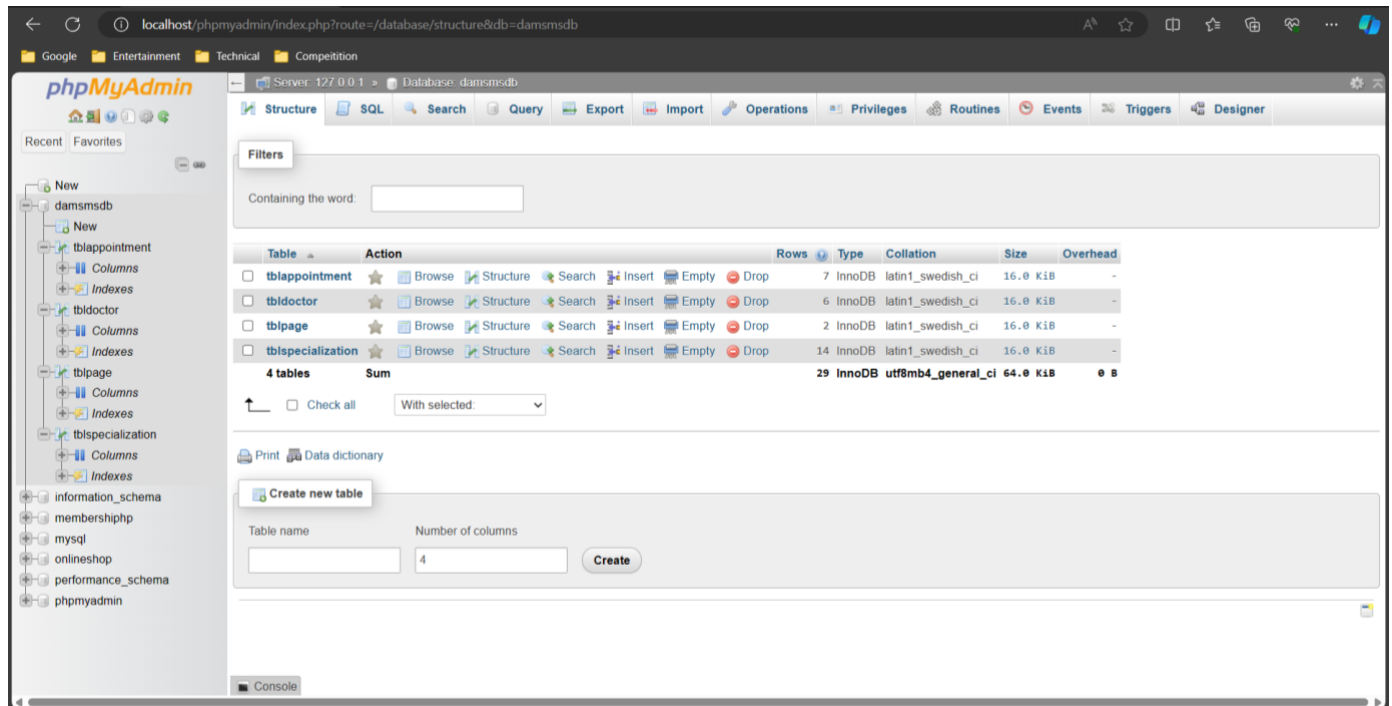 localhost/phpmyadmin/index.php?route=/database/structure&db=damsmsdb
Google Entertainment Technical Compeitition
phpMyAdmin
Recent Favorites
New
damsmsdb
New
tblappointment
Columns
Indexes
tbldoctor
Columns
Indexes
tblpage
Columns
Indexes
tblspecialization
Columns
Indexes
information_schema
membershiphp
mysql
onlineshop
performance_schema
phpmyadmin
Server: 127.0.0.1 » Database: damsmsdb
Structure SQL Search Query Export Import Operations Privileges Routines Events Triggers Designer
Filters
Containing the word:
Table Action Rows Type Collation Size Overhead
tblappointment Browse Structure Search Insert Empty Drop 7 InnoDB latin1_swedish_ci 16.0 KiB -
tbldoctor Browse Structure Search Insert Empty Drop 6 InnoDB latin1_swedish_ci 16.0 KiB -
tblpage Browse Structure Search Insert Empty Drop 2 InnoDB latin1_swedish_ci 16.0 KiB -
tblspecialization Browse Structure Search Insert Empty Drop 14 InnoDB latin1_swedish_ci 16.0 KiB -
4 tables Sum 29 InnoDB utf8mb4_general_ci 64.0 KiB 0 B
Check all With selected:
Print Data dictionary
Create new table
Table name Number of columns
4 Create
Console